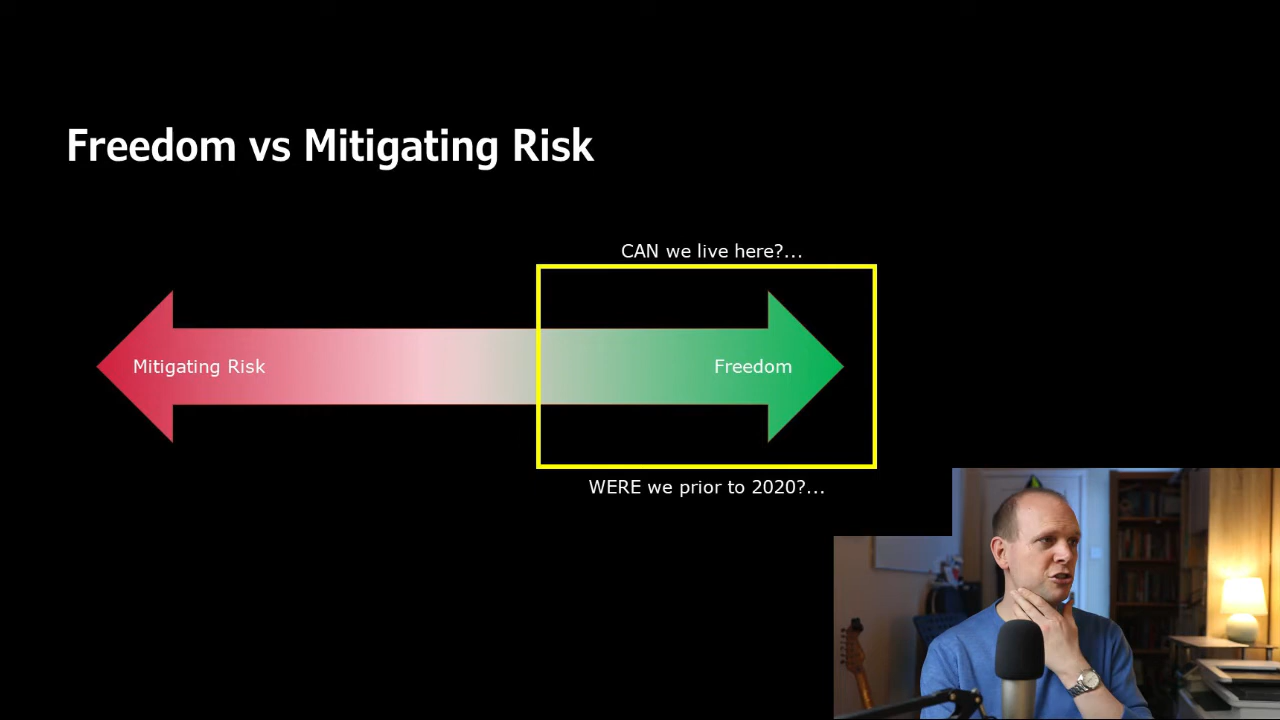 Freedom vs Mitigating Risk
CAN we live here?...
Mitigating Risk
Freedom
WERE we prior to 2020?...